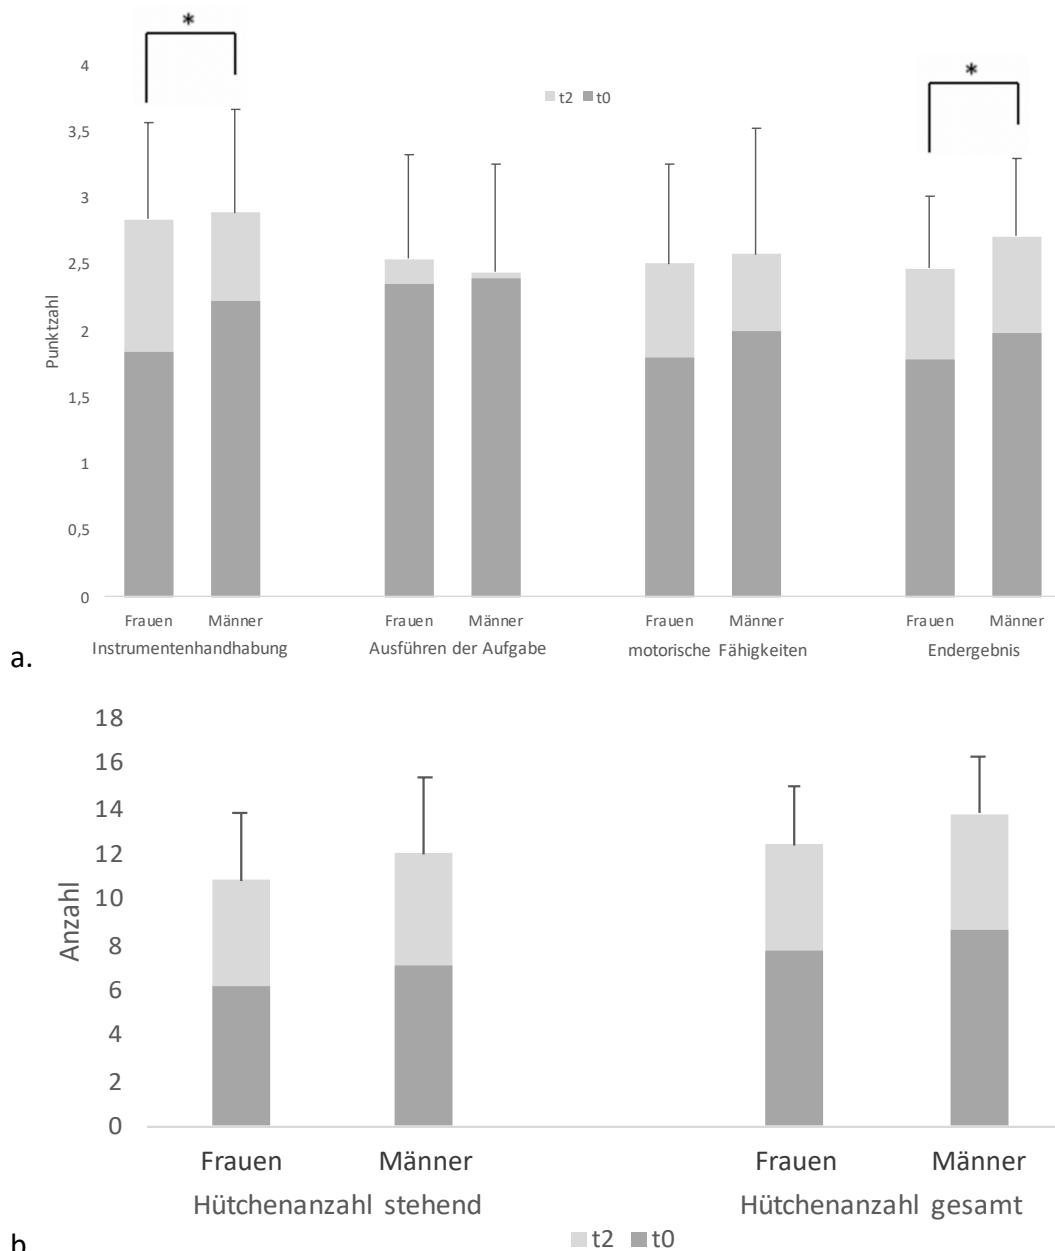 *
*
4
t2 t0
3,5
3
2,5
2
1,5
1
0,5
0
Punktzahl
Frauen Männer Frauen Männer Frauen Männer Frauen Männer
Instrumentenhandhabung Ausführen der Aufgabe motorische Fähigkeiten Endergebnis
a.
18
16
14
12
10
8
6
4
2
0
Anzahl
Frauen Männer Frauen Männer
Hütchenanzahl stehend Hütchenanzahl gesamt
t2 t0
b